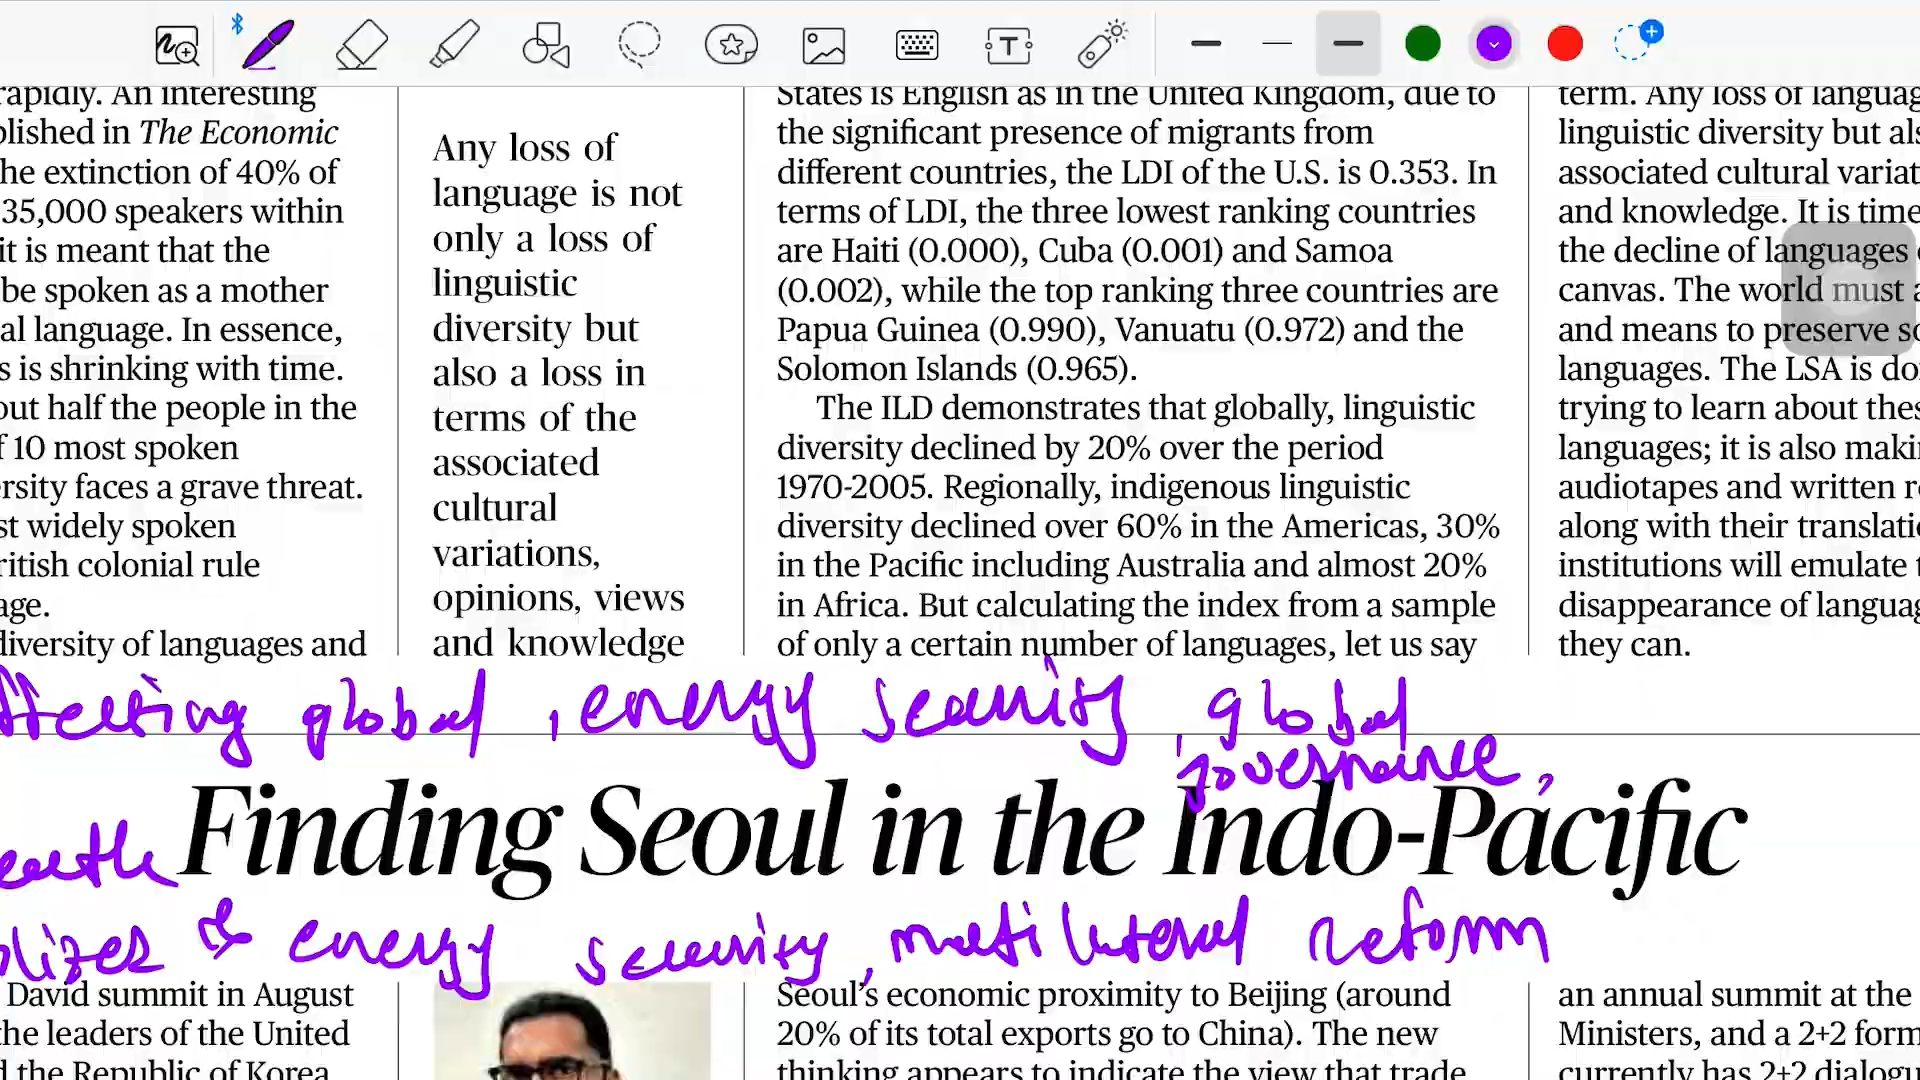 rapidly. An interesting
blished in The Economic
he extinction of 40% of
35,000 speakers within
it is meant that the
be spoken as a mother
al language. In essence,
s is shrinking with time.
out half the people in the
f 10 most spoken
ersity faces a grave threat.
st widely spoken
ritish colonial rule
age.
diversity of languages and
Any loss of
language is not
only a loss of
linguistic
diversity but
also a loss in
terms of the
associated
cultural
variations,
opinions, views
and knowledge
States is English as in the United Kingdom, due to
the significant presence of migrants from
different countries, the LDI of the U.S. is 0.353. In
terms of LDI, the three lowest ranking countries
are Haiti (0.000), Cuba (0.001) and Samoa
(0.002), while the top ranking three countries are
Papua Guinea (0.990), Vanuatu (0.972) and the
Solomon Islands (0.965).
The ILD demonstrates that globally, linguistic
diversity declined by 20% over the period
1970-2005. Regionally, indigenous linguistic
diversity declined over 60% in the Americas, 30%
in the Pacific including Australia and almost 20%
in Africa. But calculating the index from a sample
of only a certain number of languages, let us say
term. Any loss of languag
linguistic diversity but als
associated cultural variat
and knowledge. It is time
the decline of languages
canvas. The world must a
and means to preserve so
languages. The LSA is do
trying to learn about thes
languages; it is also maki
audiotapes and written r
along with their translati
institutions will emulate t
disappearance of languag
they can.
ffecting global , energy security, global
governance,
Finding Seoul in the Indo-Pacific
energy security, multilateral reform
David summit in August
he leaders of the United
d the Republic of Korea
Seoul's economic proximity to Beijing (around
20% of its total exports go to China). The new
thinking appears to indicate the view that trade
an annual summit at the
Ministers, and a 2+2 form
currently has 2+2 dialogu